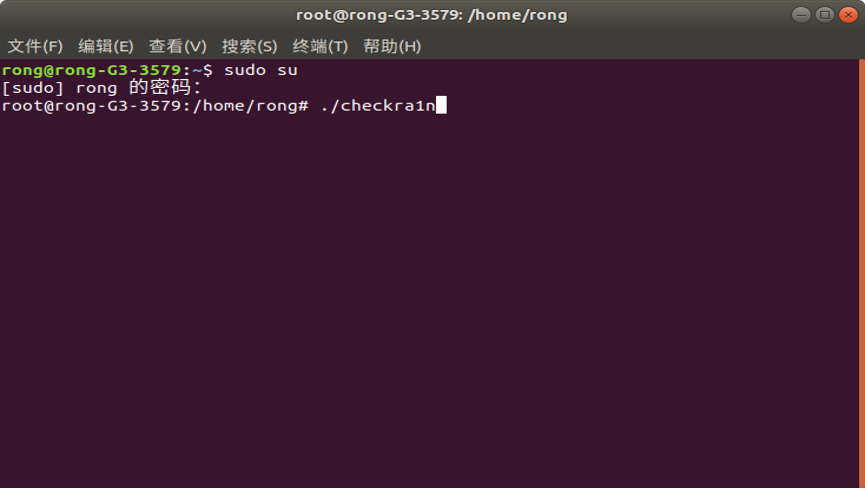 root@rong-G3-3579: /home/rong
文件(F) 编辑(E) 查看(V) 搜索(S) 终端(T) 帮助(H)
rong@rong-G3-3579:~$ sudo su
[sudo] rong 的密码：
root@rong-G3-3579:/home/rong# ./checkra1n